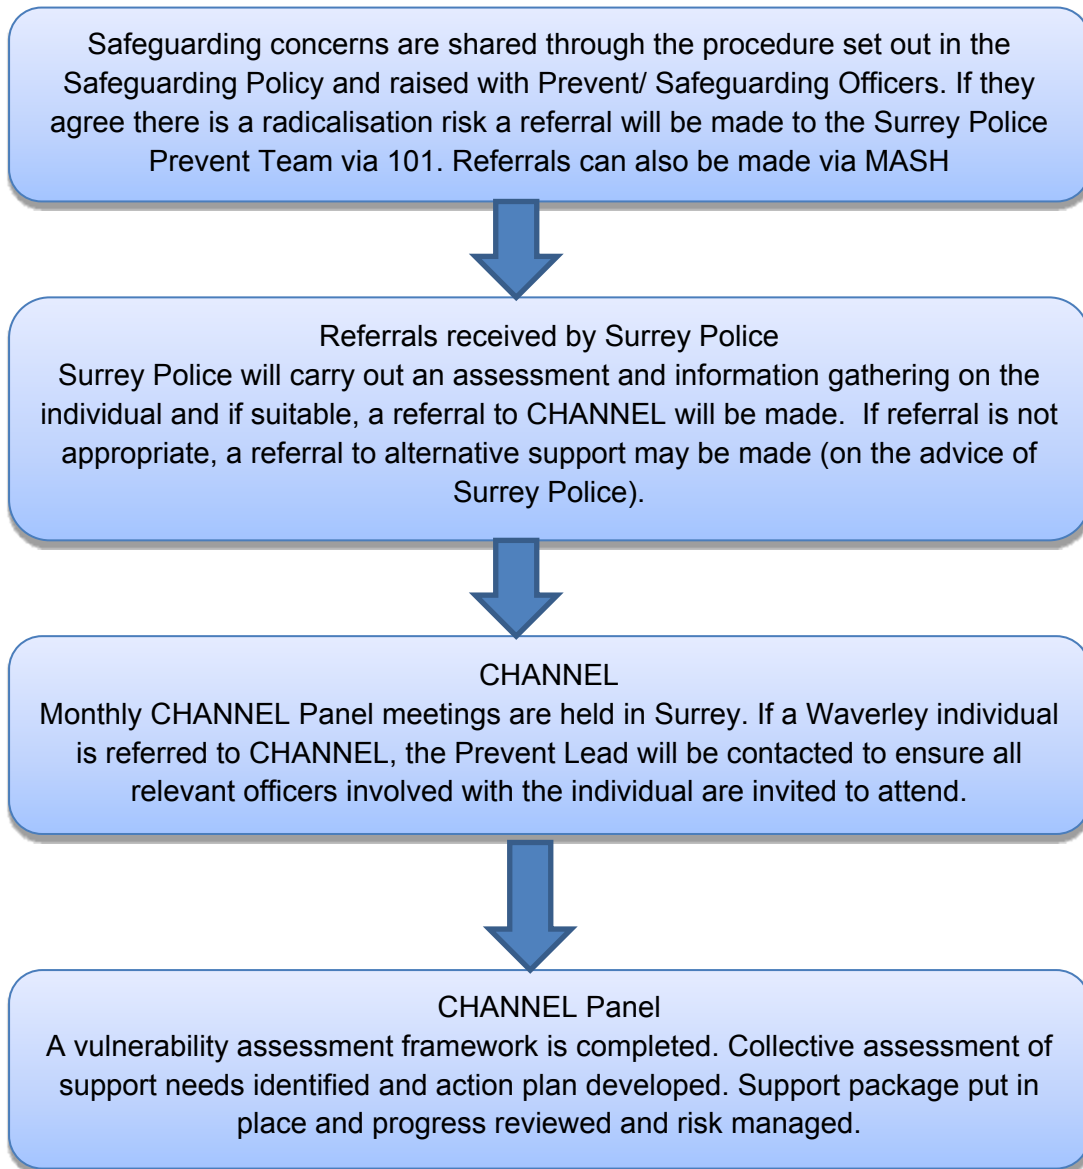 Safeguarding concerns are shared through the procedure set out in the
Safeguarding Policy and raised with Prevent/ Safeguarding Officers. If they
agree there is a radicalisation risk a referral will be made to the Surrey Police
Prevent Team via 101. Referrals can also be made via MASH
Referrals received by Surrey Police
Surrey Police will carry out an assessment and information gathering on the
individual and if suitable, a referral to CHANNEL will be made.  If referral is not
appropriate, a referral to alternative support may be made (on the advice of
Surrey Police).
CHANNEL
Monthly CHANNEL Panel meetings are held in Surrey. If a Waverley individual
is referred to CHANNEL, the Prevent Lead will be contacted to ensure all
relevant officers involved with the individual are invited to attend.
CHANNEL Panel
A vulnerability assessment framework is completed. Collective assessment of
support needs identified and action plan developed. Support package put in
place and progress reviewed and risk managed.